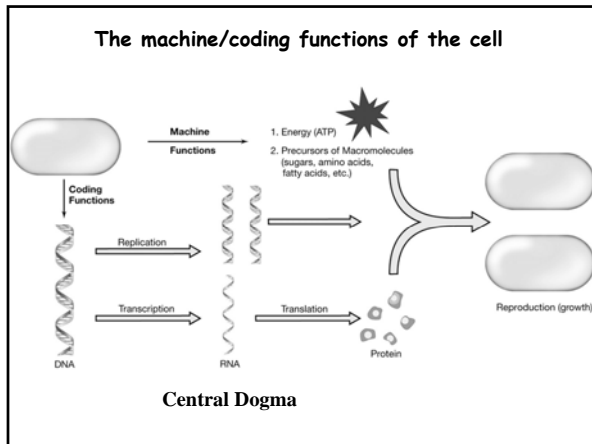 The machine/coding functions of the cell
Machine
Functions
1. Energy (ATP)
2. Precursors of Macromolecules
(sugars, amino acids,
fatty acids, etc.)
Coding
Functions
Replication
Transcription
Translation
Reproduction (growth)
DNA
RNA
Protein
Central Dogma